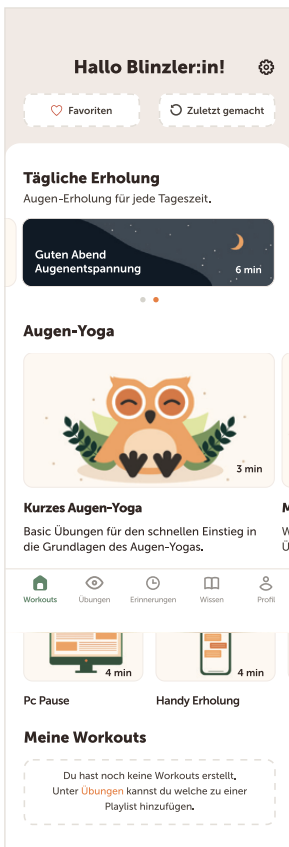 Hallo Blinzler:in!
Favoriten
Zuletzt gemacht
Tägliche Erholung
Augen-Erholung für jede Tageszeit.
Guten Abend
Augenentspannung
6 min
Augen-Yoga
3 min
Kurzes Augen-Yoga
Basic Übungen für den schnellen Einstieg in
die Grundlagen des Augen-Yogas.
Workouts
Übungen
Erinnerungen
Wissen
Profil
4 min
4 min
Pc Pause
Handy Erholung
Meine Workouts
Du hast noch keine Workouts erstellt.
Unter Übungen kannst du welche zu einer
Playlist hinzufügen.